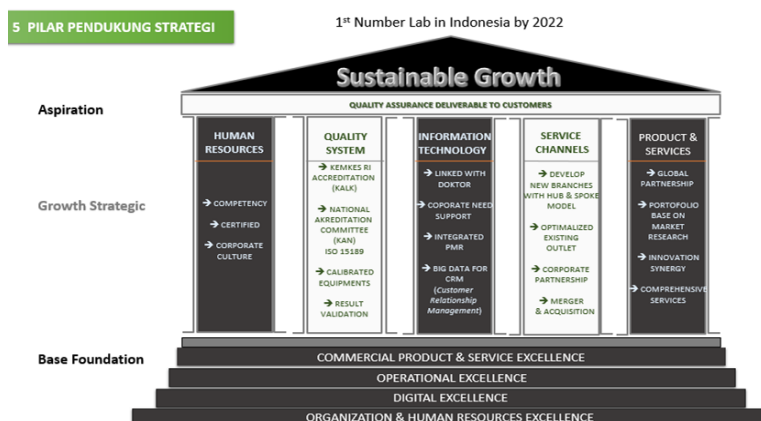 5 PILAR PENDUKUNG STRATEGI
1st Number Lab in Indonesia by 2022
Sustainable Growth
Aspiration
QUALITY ASSURANCE DELIVERABLE TO CUSTOMERS
Growth Strategic
HUMAN
RESOURCES
➔ COMPETENCY
➔ CERTIFIED
➔ CORPORATE
CULTURE
QUALITY
SYSTEM
➔ KEMKES RI
ACCREDITATION
(KALK)
➔ NATIONAL
AKREDITATION
COMMITTEE
(KAN)
ISO 15189
➔ CALIBRATED
EQUIPMENTS
➔ RESULT
VALIDATION
INFORMATION
TECHNOLOGY
➔ LINKED WITH
DOKTOR
➔ COPORATE NEED
SUPPORT
➔ INTEGRATED
PMR
➔ BIG DATA FOR
CRM
(Customer
Relationship
Management)
SERVICE
CHANNELS
➔ DEVELOP
NEW BRANCHES
WITH HUB & SPOKE
MODEL
➔ OPTIMALIZED
EXISTING
OUTLET
➔ CORPORATE
PARTNERSHIP
➔ MERGER
& ACQUISITION
PRODUCT &
SERVICES
➔ GLOBAL
PARTNERSHIP
➔ PORTOFOLIO
BASE ON
MARKET
RESEARCH
➔ INNOVATION
SYNERGY
➔ COMPREHENSIVE
SERVICES
Base Foundation
COMMERCIAL PRODUCT & SERVICE EXCELLENCE
OPERATIONAL EXCELLENCE
DIGITAL EXCELLENCE
ORGANIZATION & HUMAN RESOURCES EXCELLENCE